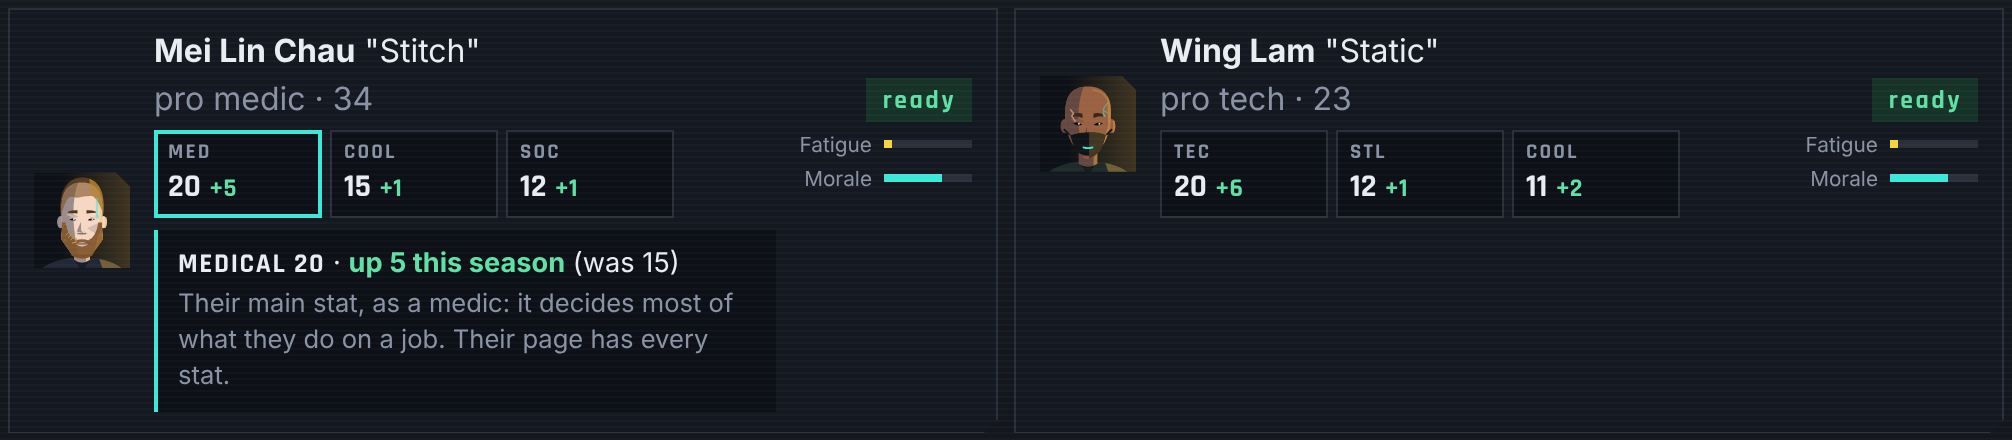 Mei Lin Chau "Stitch"
pro medic · 34
ready
MED
20 +5
COOL
15 +1
SOC
12 +1
Fatigue
Morale
MEDICAL 20 · up 5 this season (was 15)
Their main stat, as a medic: it decides most of
what they do on a job. Their page has every
stat.
Wing Lam "Static"
pro tech · 23
ready
TEC
20 +6
STL
12 +1
COOL
11 +2
Fatigue
Morale